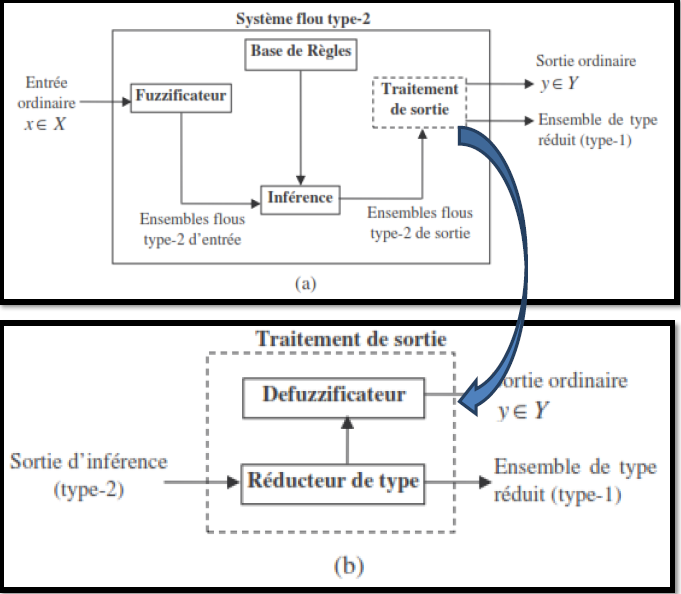 Système flou type-2
Base de Règles
Entrée
ordinaire
x∈ X
Fuzzificateur
Traitement
de sortie
Sortie ordinaire
y∈ Y
Ensemble de type
réduit (type-1)
Inférence
Ensembles flous
type-2 d'entrée
Ensembles flous
type-2 de sortie
(a)
Traitement de sortie
Defuzzificateur
ordinaire
y∈ Y
Sortie d'inférence
(type-2)
Réducteur de type
Ensemble de type
réduit (type-1)
(b)